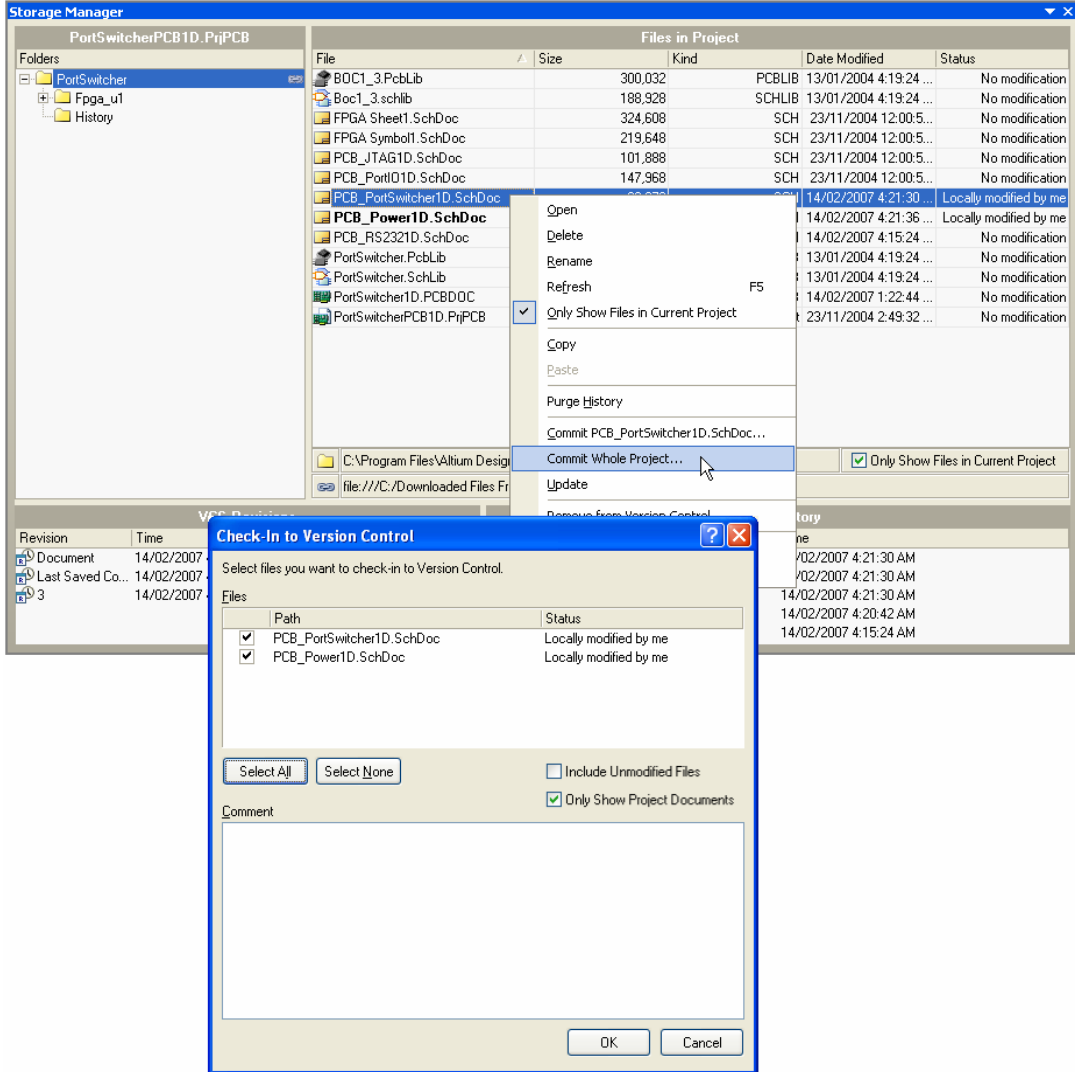 Storage Manager
PortSwitcherPCB1D.PrjPCB
Files in Project
Folders
File Size Kind Date Modified Status
PortSwitcher
Fpga_u1
History
BOC1_3.PcbLib 300,032 PCBLIB 13/01/2004 4:19:24 ... No modification
Boc1_3.schlib 188,928 SCHLIB 13/01/2004 4:19:24 ... No modification
FPGA Sheet1.SchDoc 324,608 SCH 23/11/2004 12:00:5... No modification
FPGA Symbol1.SchDoc 219,648 SCH 23/11/2004 12:00:5... No modification
PCB_JTAG1D.SchDoc 101,888 SCH 23/11/2004 12:00:5... No modification
PCB_PortIO1D.SchDoc 147,968 SCH 23/11/2004 12:00:5... No modification
PCB_PortSwitcher1D.SchDoc 14/02/2007 4:21:30 ... Locally modified by me
PCB_Power1D.SchDoc 14/02/2007 4:21:36 ... Locally modified by me
PCB_RS2321D.SchDoc 14/02/2007 4:15:24 ... No modification
PortSwitcher.PcbLib 13/01/2004 4:19:24 ... No modification
PortSwitcher.SchLib 13/01/2004 4:19:24 ... No modification
PortSwitcher1D.PCBDOC 14/02/2007 1:22:44 ... No modification
PortSwitcherPCB1D.PrjPCB 23/11/2004 2:49:32 ... No modification
Open
Delete
Rename
Refresh F5
Only Show Files in Current Project
Copy
Paste
Purge History
Commit PCB_PortSwitcher1D.SchDoc...
Commit Whole Project...
Update
Remove from Version Control
C:\Program Files\Altium Desig
Only Show Files in Current Project
file:///C:/Downloaded Files Fr
Revision Time
Document 14/02/2007
Last Saved Co... 14/02/2007
3 14/02/2007
/02/2007 4:21:30 AM
/02/2007 4:21:30 AM
14/02/2007 4:21:30 AM
14/02/2007 4:20:42 AM
14/02/2007 4:15:24 AM
Check-In to Version Control
Select files you want to check-in to Version Control.
Files
Path Status
PCB_PortSwitcher1D.SchDoc Locally modified by me
PCB_Power1D.SchDoc Locally modified by me
Select All Select None
Include Unmodified Files
Only Show Project Documents
Comment
OK Cancel